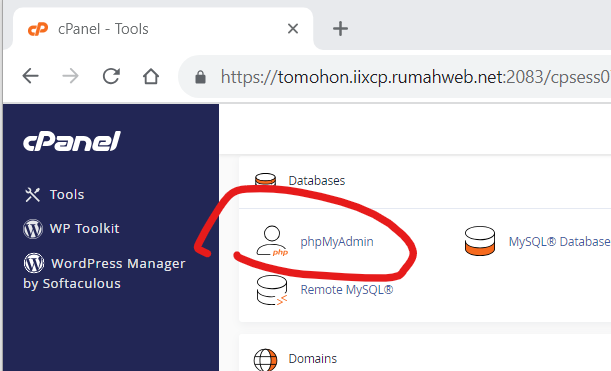 cPanel - Tools
https://tomohon.iixcp.rumahweb.net:2083/cpsess0
cPanel
Tools
WP Toolkit
WordPress Manager
by Softaculous
Databases
php
phpMyAdmin
MySQL® Database
Remote MySQL®
Domains